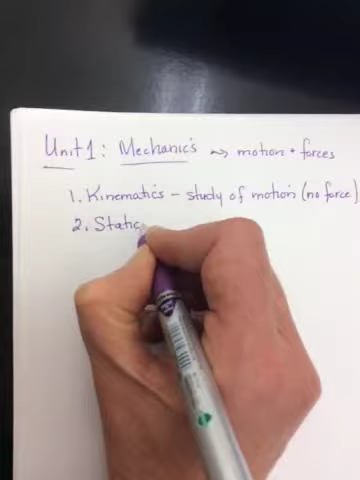 Unit 1: Mechanics ⇝ motion + forces
1. Kinematics - study of motion (no force)
2. Static